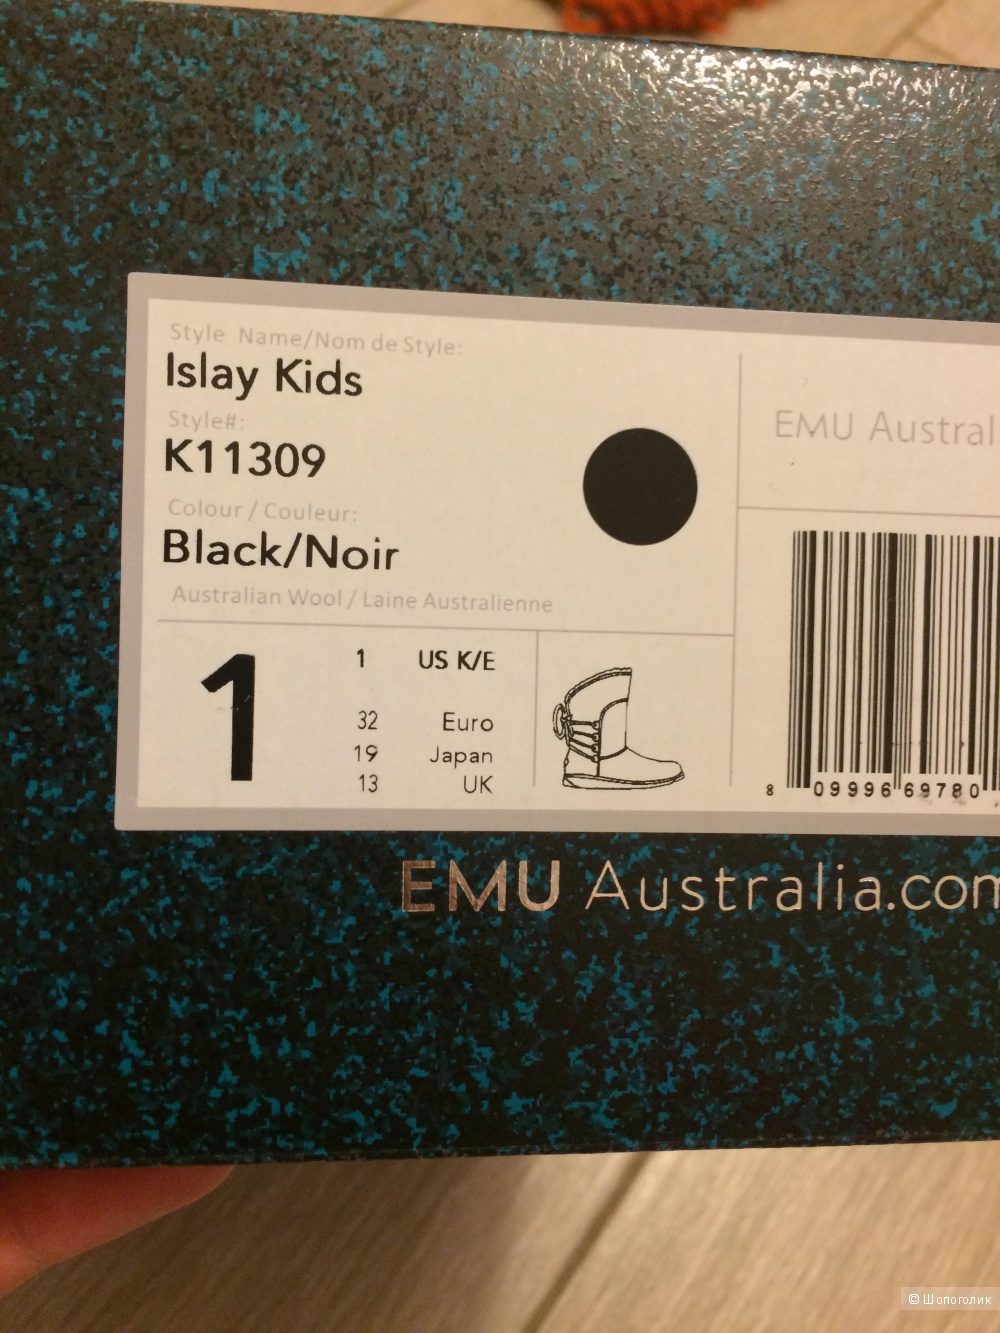 Style Name/Nom de Style:
Islay Kids
Style#:
K11309
Colour / Couleur:
Black/Noir
Australian Wool / Laine Australienne
1
1 US K/E
32 Euro
19 Japan
13 UK
EMU Austral
8 09996 69780
EMU Australia.com
© Шопоголик